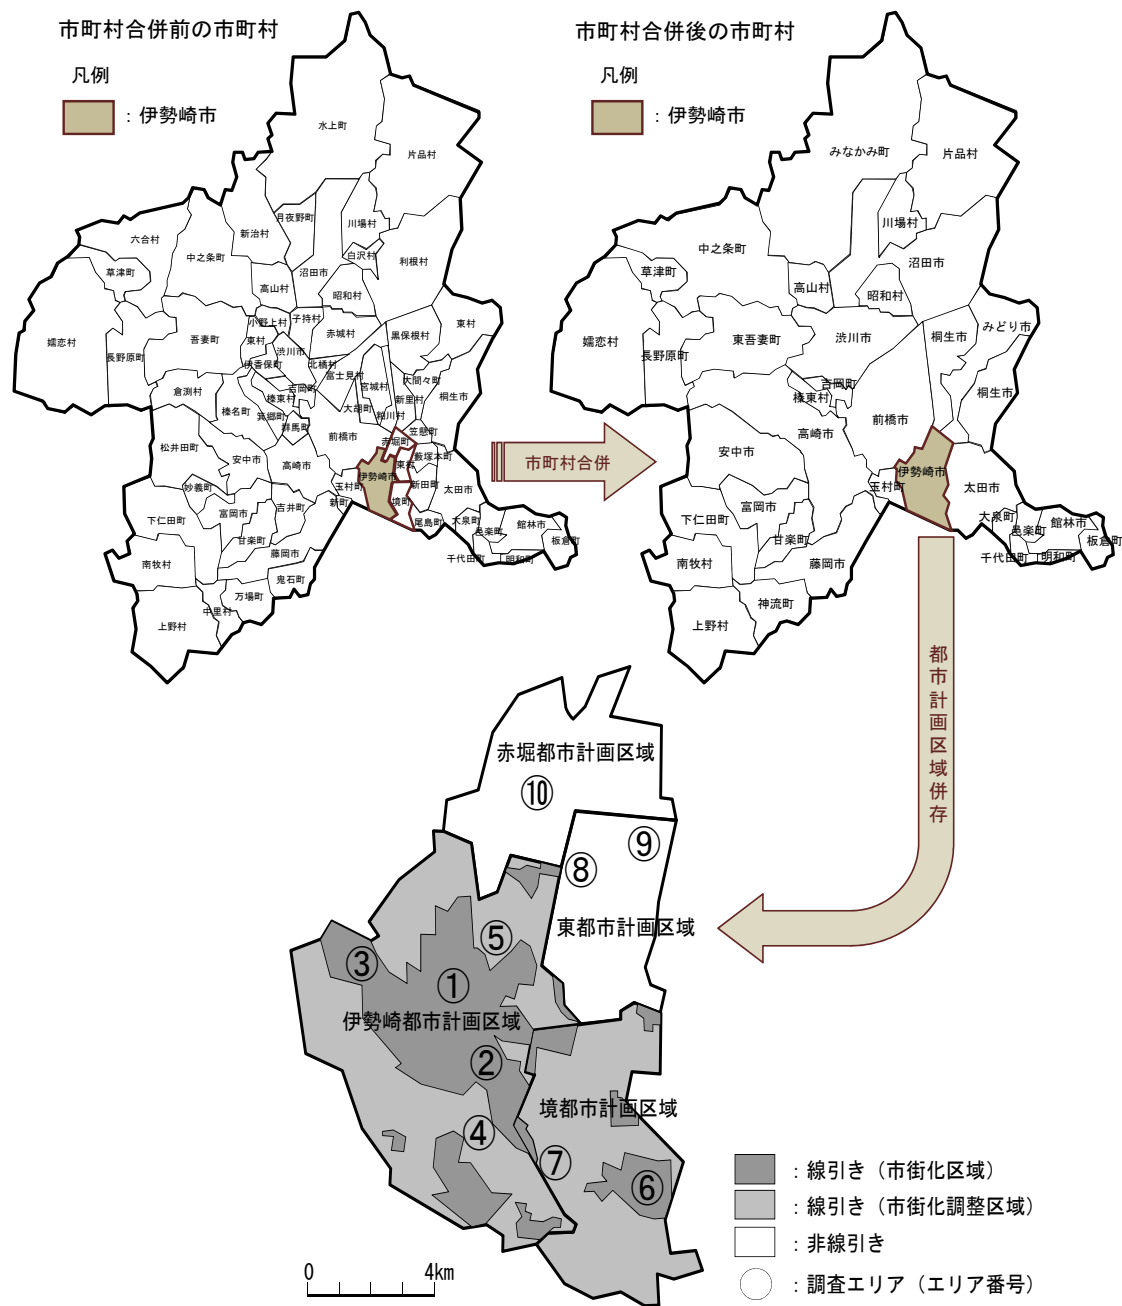 市町村合併前の市町村
凡例
：伊勢崎市
水上町
片品村
月夜野町
川場村
新治村
六合村
白沢村
中之条町
利根村
草津町
沼田市
高山村
昭和村
子持村
小野上村
東村
赤城村
黒保根村
吾妻町
東村
嬬恋村
渋川市
長野原町
伊香保町
北橘村
富士見村
大間々町
宮城村
倉渕村
吉岡町
榛東村
新里村
桐生市
榛名町
大胡町
粕川村
箕郷町
群馬町
笠懸町
前橋市
赤堀町
松井田町
安中市
藪塚本町
高崎市
東村
伊勢崎市
妙義町
玉村町
新田町
太田市
境町
吉井町
新町
富岡市
下仁田町
尾島町
大泉町
館林市
邑楽町
甘楽町
板倉町
藤岡市
千代田町
明和町
南牧村
鬼石町
万場町
中里村
上野村
市町村合併
市町村合併後の市町村
凡例
：伊勢崎市
みなかみ町
片品村
川場村
中之条町
沼田市
草津町
高山村
昭和村
みどり市
東吾妻町
渋川市
桐生市
嬬恋村
長野原町
吉岡町
榛東村
桐生市
前橋市
高崎市
安中市
伊勢崎市
玉村町
太田市
富岡市
下仁田町
大泉町
館林市
邑楽町
甘楽町
板倉町
千代田町
明和町
南牧村
藤岡市
神流町
上野村
都市計画区域併存
赤堀都市計画区域
⑩
⑨
⑧
東都市計画区域
⑤
③
①
伊勢崎都市計画区域
②
境都市計画区域
④
⑦
⑥
：線引き（市街化区域）
：線引き（市街化調整区域）
：非線引き
：調査エリア（エリア番号）
0 4km